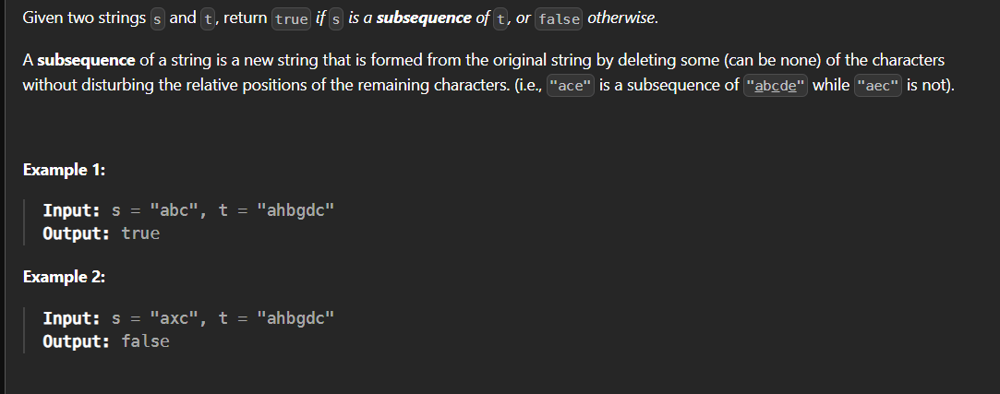 Given two strings s and t, return true if s is a subsequence of t, or false otherwise.
A subsequence of a string is a new string that is formed from the original string by deleting some (can be none) of the characters
without disturbing the relative positions of the remaining characters. (i.e., "ace" is a subsequence of "abcde" while "aec" is not).
Example 1:
Input: s = "abc", t = "ahbgdc"
Output: true
Example 2:
Input: s = "axc", t = "ahbgdc"
Output: false